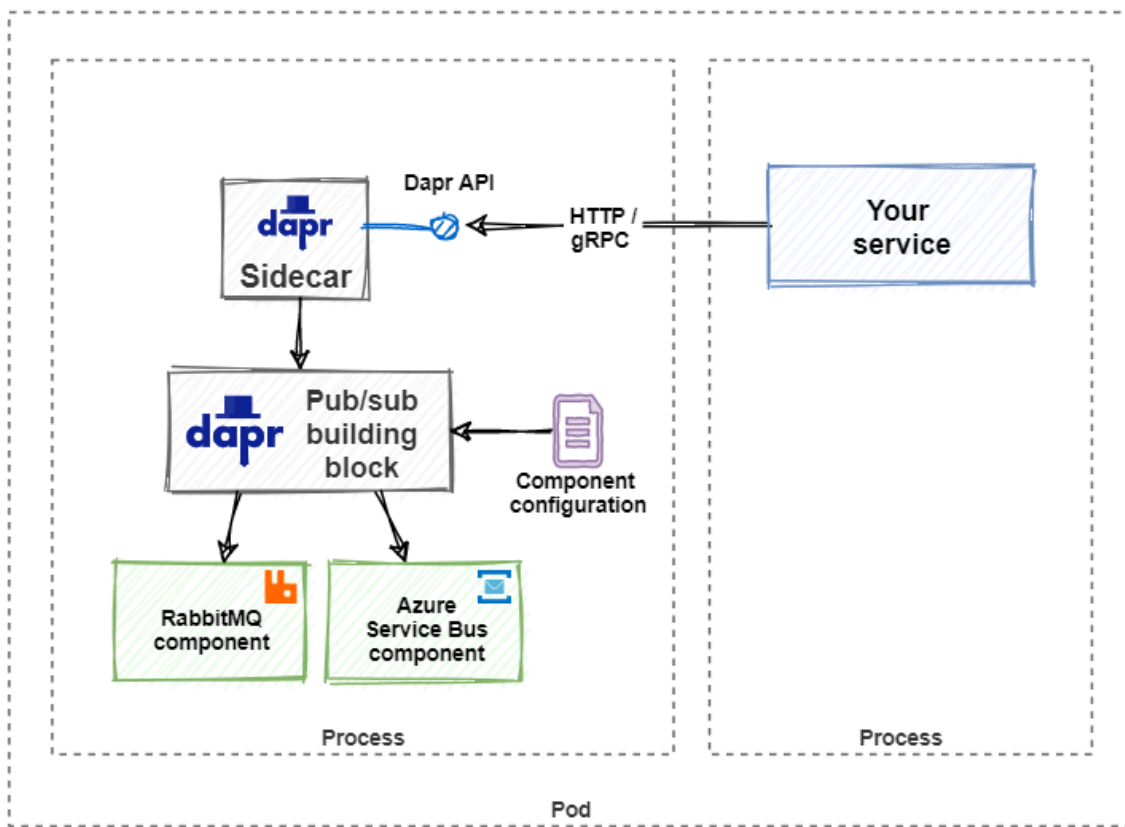 Dapr API
dapr
Sidecar
HTTP /
gRPC
Your
service
dapr
Pub/sub
building
block
Component
configuration
RabbitMQ
component
Azure
Service Bus
component
Process
Process
Pod